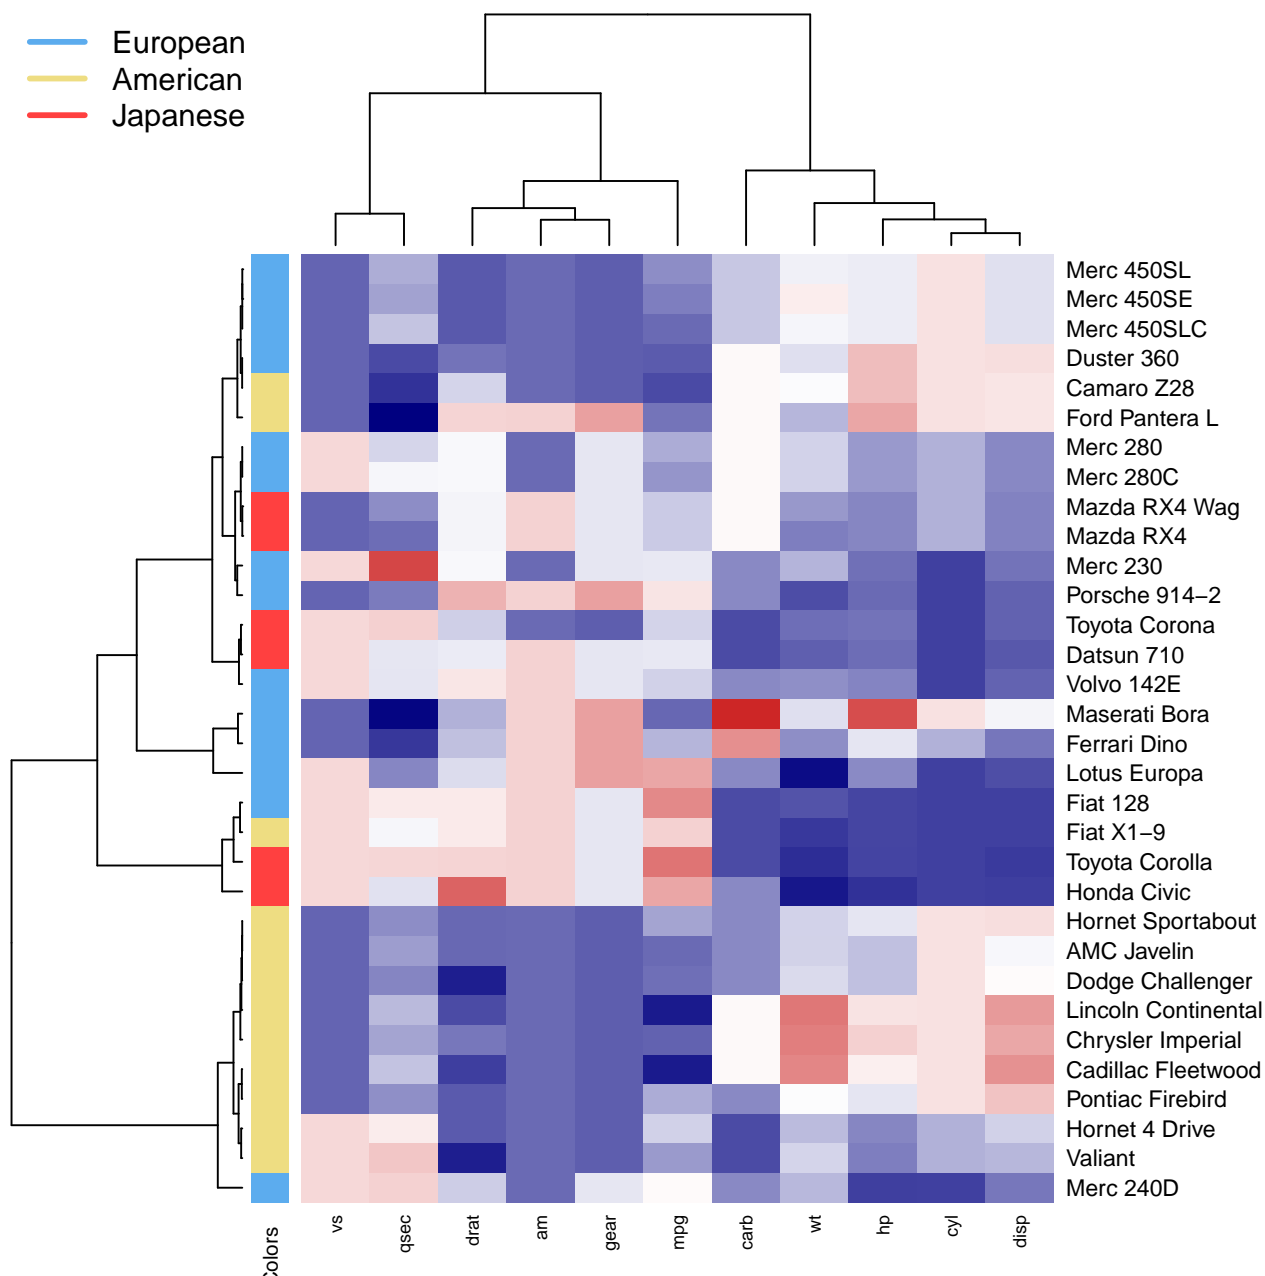 European
American
Japanese
Merc 450SL
Merc 450SE
Merc 450SLC
Duster 360
Camaro Z28
Ford Pantera L
Merc 280
Merc 280C
Mazda RX4 Wag
Mazda RX4
Merc 230
Porsche 914−2
Toyota Corona
Datsun 710
Volvo 142E
Maserati Bora
Ferrari Dino
Lotus Europa
Fiat 128
Fiat X1−9
Toyota Corolla
Honda Civic
Hornet Sportabout
AMC Javelin
Dodge Challenger
Lincoln Continental
Chrysler Imperial
Cadillac Fleetwood
Pontiac Firebird
Hornet 4 Drive
Valiant
Merc 240D
colors
vs
qsec
drat
am
gear
mpg
carb
wt
hp
cyl
disp